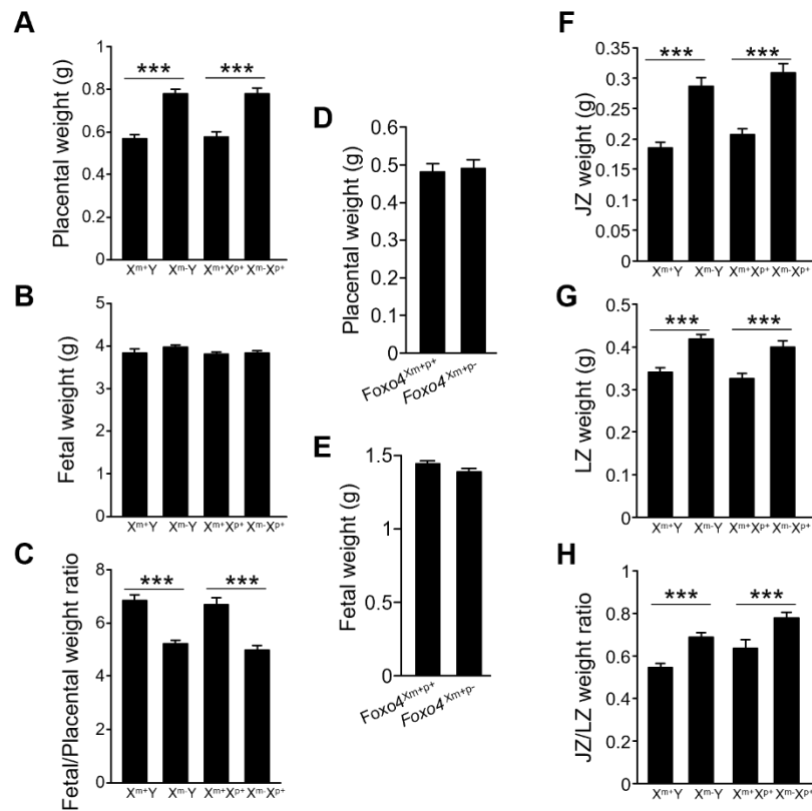 A
Placental weight (g)
1
0.8
0.6
0.4
0.2
0
***
***
Xᵐ⁺Y
Xᵐ⁻Y
Xᵐ⁺Xᵖ⁺
Xᵐ⁻Xᵖ⁺
B
Fetal weight (g)
5
4
3
2
1
0
Xᵐ⁺Y
Xᵐ⁻Y
Xᵐ⁺Xᵖ⁺
Xᵐ⁻Xᵖ⁺
C
Fetal/Placental weight ratio
8
6
4
2
0
***
***
Xᵐ⁺Y
Xᵐ⁻Y
Xᵐ⁺Xᵖ⁺
Xᵐ⁻Xᵖ⁺
D
Placental weight (g)
0.6
0.5
0.4
0.3
0.2
0.1
0
Foxo4ˣᵐ⁺ᵖ⁺
Foxo4ˣᵐ⁺ᵖ⁻
E
Fetal weight (g)
1.5
1
0.5
0
Foxo4ˣᵐ⁺ᵖ⁺
Foxo4ˣᵐ⁺ᵖ⁻
F
JZ weight (g)
0.35
0.3
0.25
0.2
0.15
0.1
0.05
0
***
***
Xᵐ⁺Y
Xᵐ⁻Y
Xᵐ⁺Xᵖ⁺
Xᵐ⁻Xᵖ⁺
G
LZ weight (g)
0.5
0.4
0.3
0.4
0.1
0
***
***
Xᵐ⁺Y
Xᵐ⁻Y
Xᵐ⁺Xᵖ⁺
Xᵐ⁻Xᵖ⁺
H
JZ/LZ weight ratio
1
0.8
0.6
0.4
0.2
0
***
***
Xᵐ⁺Y
Xᵐ⁻Y
Xᵐ⁺Xᵖ⁺
Xᵐ⁻Xᵖ⁺